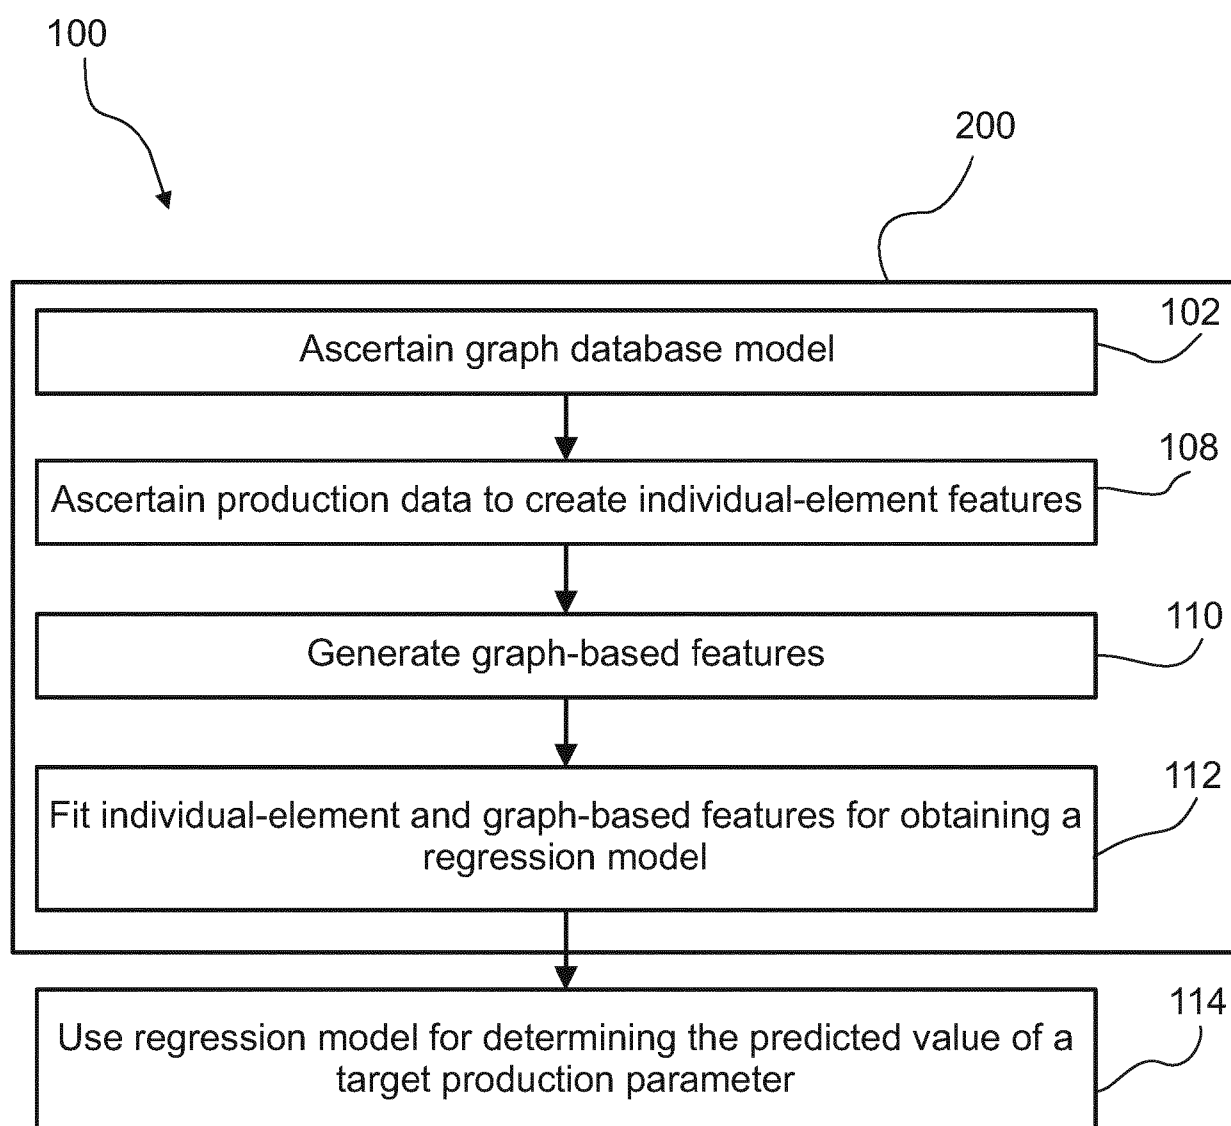 100
200
102
Ascertain graph database model
108
Ascertain production data to create individual-element features
110
Generate graph-based features
112
Fit individual-element and graph-based features for obtaining a
regression model
114
Use regression model for determining the predicted value of a
target production parameter